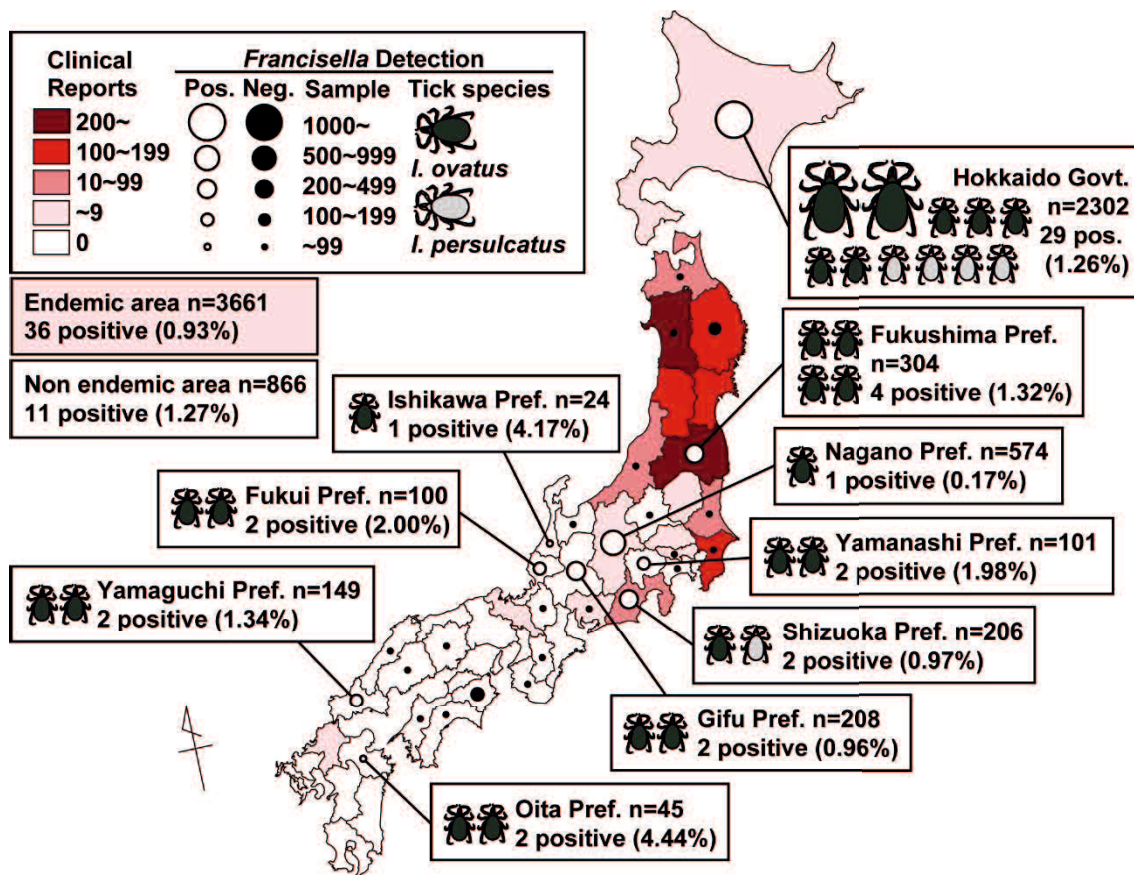 Clinical
Reports
200~
100~199
10~99
~9
0
Francisella Detection
Pos. Neg. Sample Tick species
1000~
500~999
200~499
100~199
~99
I. ovatus
I. persulcatus
Endemic area n=3661
36 positive (0.93%)
Non endemic area n=866
11 positive (1.27%)
Hokkaido Govt.
n=2302
29 pos.
(1.26%)
Fukushima Pref.
n=304
4 positive (1.32%)
Ishikawa Pref. n=24
1 positive (4.17%)
Nagano Pref. n=574
1 positive (0.17%)
Fukui Pref. n=100
2 positive (2.00%)
Yamanashi Pref. n=101
2 positive (1.98%)
Yamaguchi Pref. n=149
2 positive (1.34%)
Shizuoka Pref. n=206
2 positive (0.97%)
Gifu Pref. n=208
2 positive (0.96%)
Oita Pref. n=45
2 positive (4.44%)